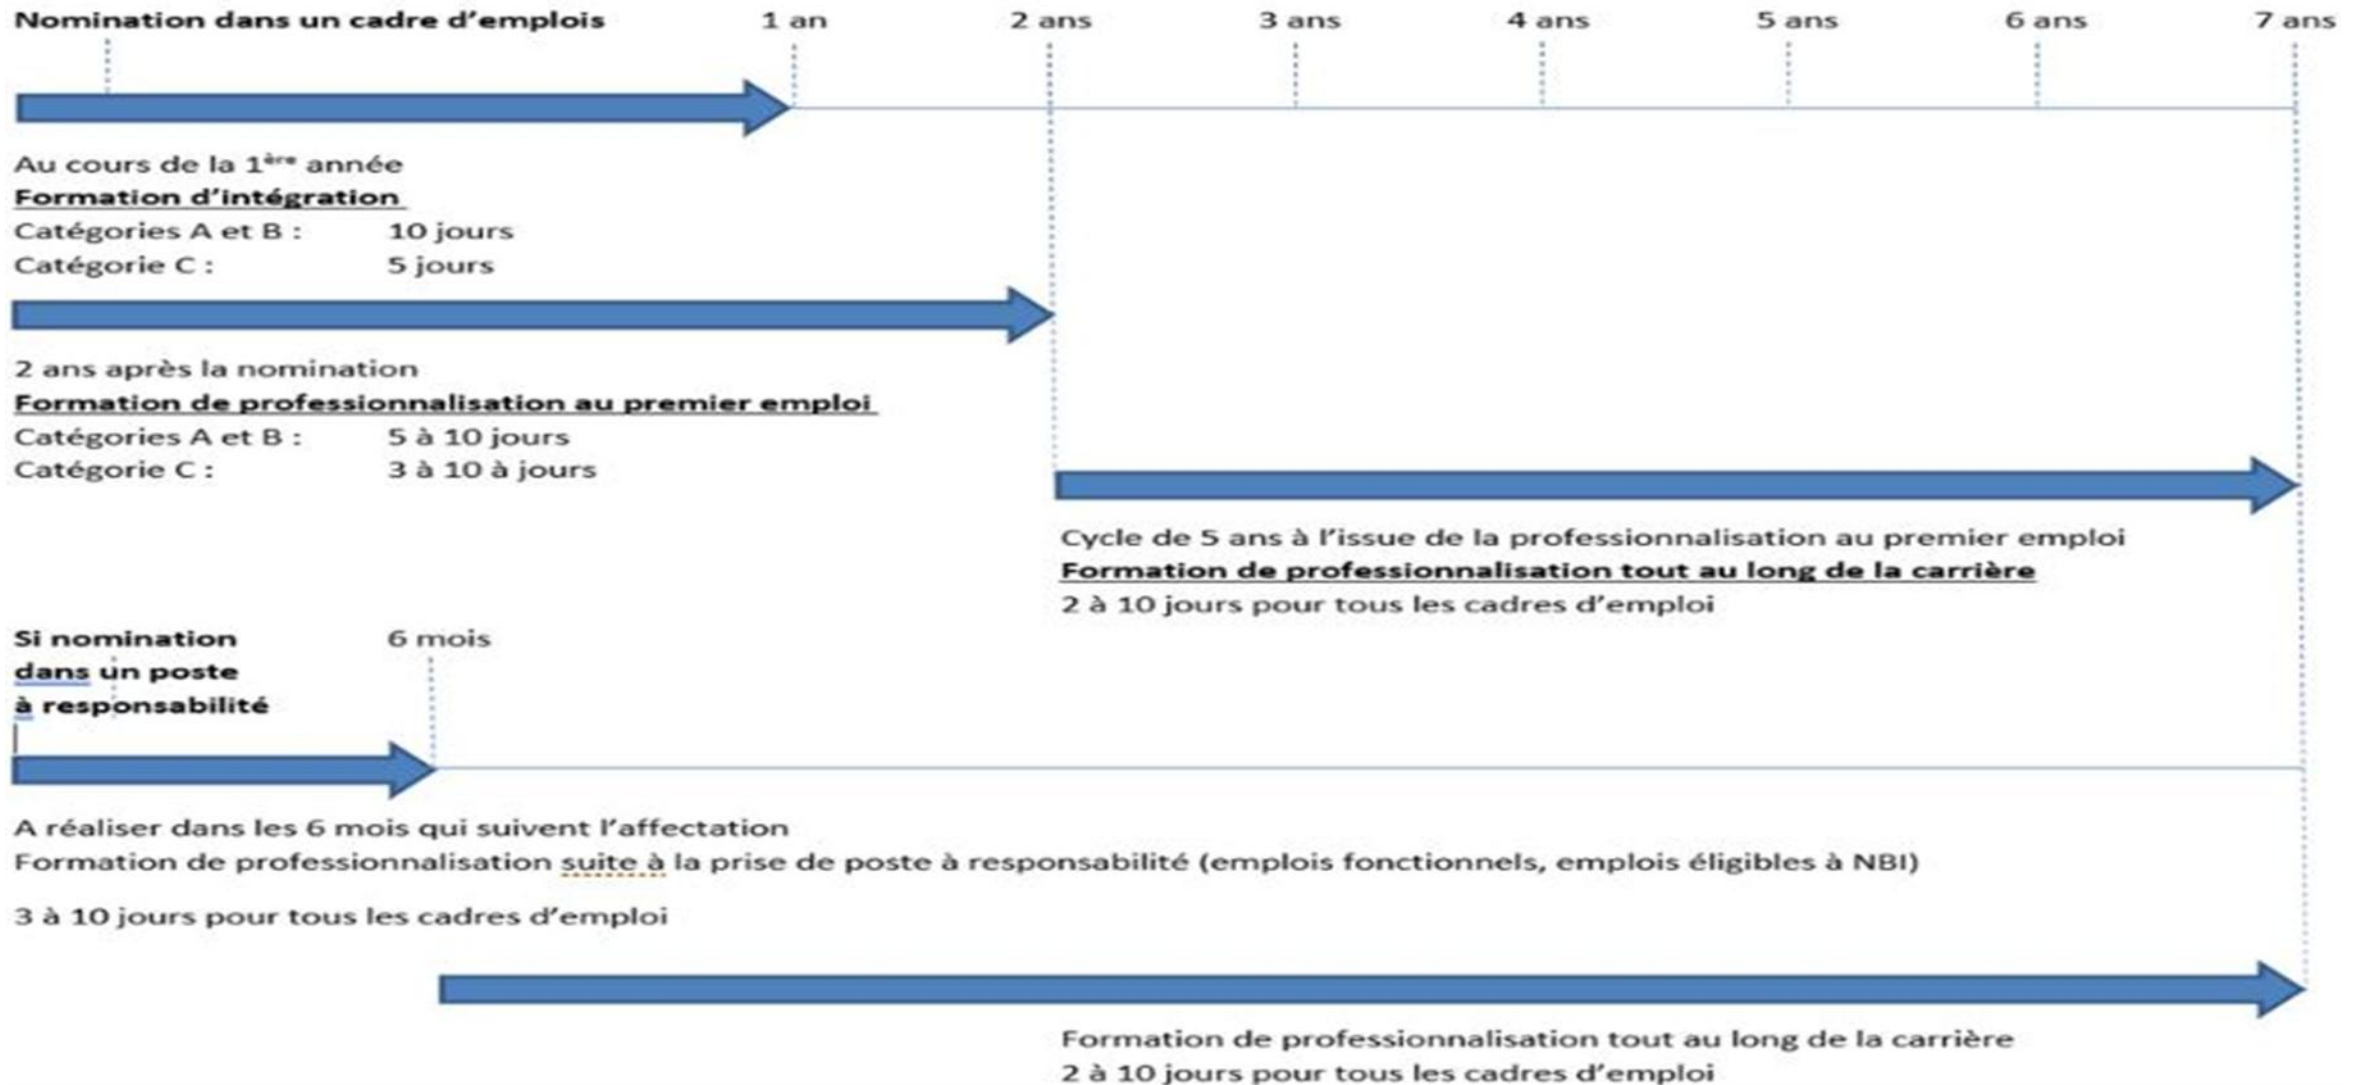 Nomination dans un cadre d’emplois 1 an 2 ans 3 ans 4 ans 5 ans 6 ans 7 ans
Au cours de la 1ère année
Formation d’intégration
Catégories A et B : 10 jours
Catégorie C : 5 jours
2 ans après la nomination
Formation de professionnalisation au premier emploi
Catégories A et B : 5 à 10 jours
Catégorie C : 3 à 10 à jours
Cycle de 5 ans à l’issue de la professionnalisation au premier emploi
Formation de professionnalisation tout au long de la carrière
2 à 10 jours pour tous les cadres d’emploi
Si nomination 6 mois
dans un poste
à responsabilité
A réaliser dans les 6 mois qui suivent l’affectation
Formation de professionnalisation suite à la prise de poste à responsabilité (emplois fonctionnels, emplois éligibles à NBI)
3 à 10 jours pour tous les cadres d’emploi
Formation de professionnalisation tout au long de la carrière
2 à 10 jours pour tous les cadres d’emploi